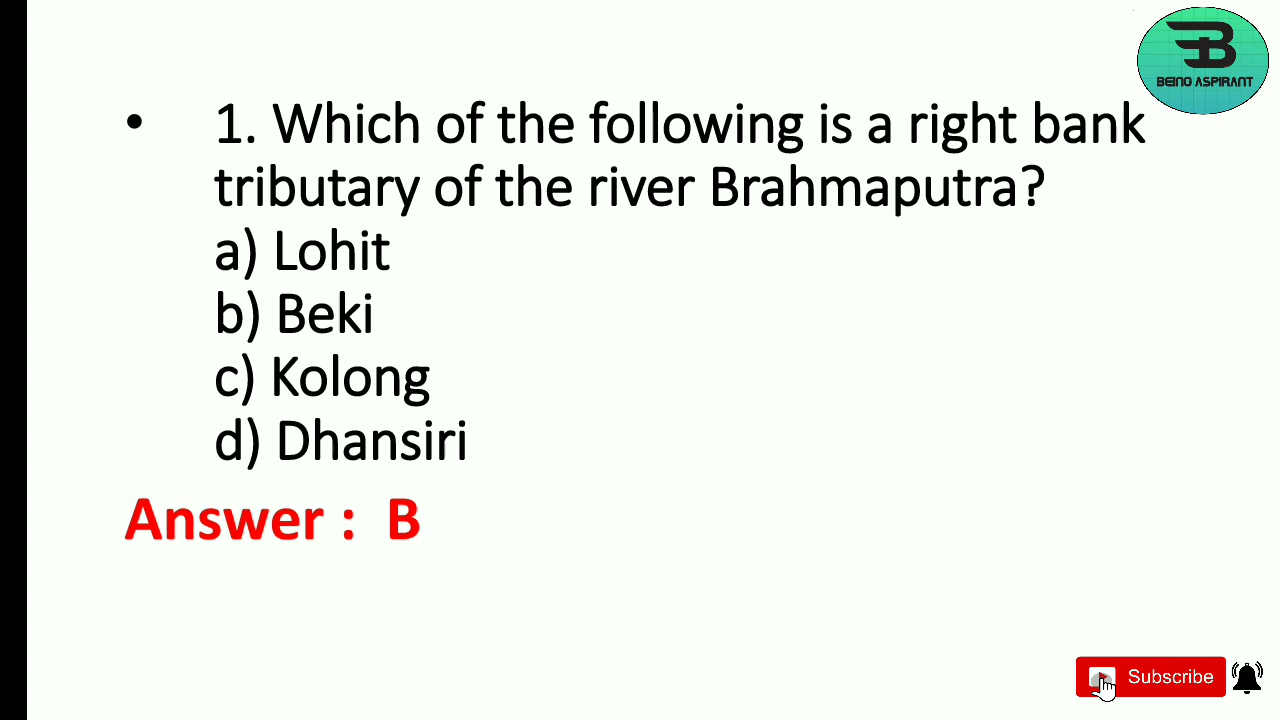 BEING ASPIRANT
• 1. Which of the following is a right bank
tributary of the river Brahmaputra?
a) Lohit
b) Beki
c) Kolong
d) Dhansiri
Answer : B
Subscribe